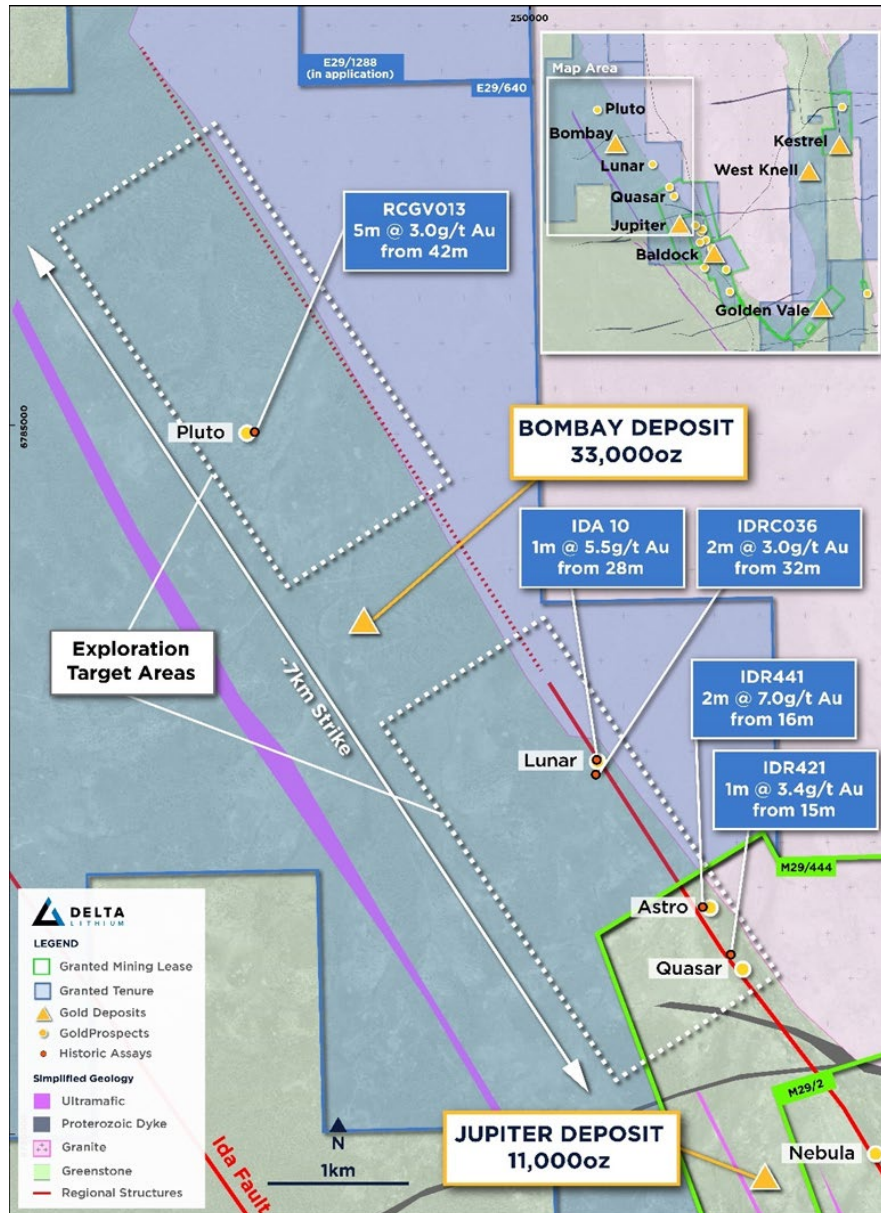 250000
E29/1288
(in application)
E29/640
Map Area
Pluto
Bombay
Lunar
Quasar
Jupiter
Baldock
Kestrel
West Knell
Golden Vale
RCGV013
5m @ 3.0g/t Au
from 42m
6785000
Pluto
BOMBAY DEPOSIT
33,000oz
IDA 10
1m @ 5.5g/t Au
from 28m
IDRC036
2m @ 3.0g/t Au
from 32m
Exploration
Target Areas
~7km Strike
IDR441
2m @ 7.0g/t Au
from 16m
Lunar
IDR421
1m @ 3.4g/t Au
from 15m
M29/444
Astro
Quasar
DELTA
LITHIUM
LEGEND
Granted Mining Lease
Granted Tenure
Gold Deposits
GoldProspects
Historic Assays
Simplified Geology
Ultramafic
Proterozoic Dyke
Granite
Greenstone
Regional Structures
Ida Fault
N
1km
M29/2
JUPITER DEPOSIT
11,000oz
Nebula